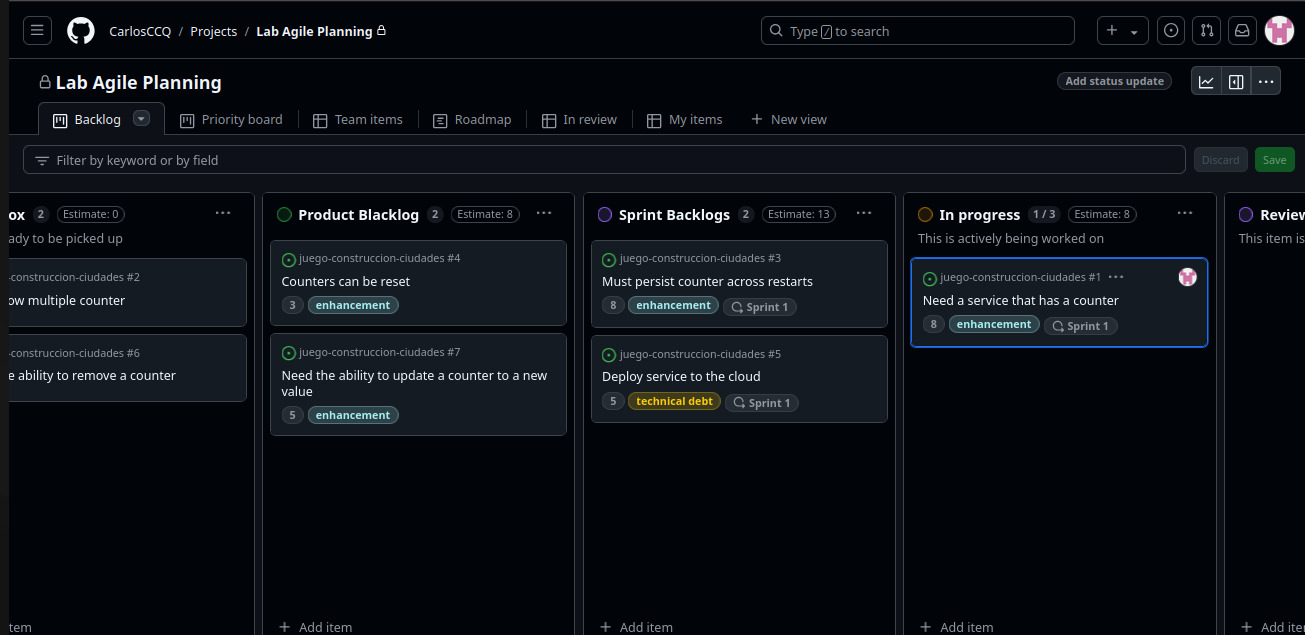 CarlosCCQ / Projects / Lab Agile Planning
Type / to search
Lab Agile Planning
Add status update
Backlog
Priority board
Team items
Roadmap
In review
My items
New view
Filter by keyword or by field
Discard
Save
ox 2 Estimate: 0
ady to be picked up
-construccion-ciudades #2
ow multiple counter
-construccion-ciudades #6
e ability to remove a counter
tem
Product Blacklog 2 Estimate: 8
juego-construccion-ciudades #4
Counters can be reset
3 enhancement
juego-construccion-ciudades #7
Need the ability to update a counter to a new
value
5 enhancement
Add item
Sprint Backlogs 2 Estimate: 13
juego-construccion-ciudades #3
Must persist counter across restarts
8 enhancement Sprint 1
juego-construccion-ciudades #5
Deploy service to the cloud
5 technical debt Sprint 1
Add item
In progress 1 / 3 Estimate: 8
This is actively being worked on
juego-construccion-ciudades #1
Need a service that has a counter
8 enhancement Sprint 1
Add item
Review
This item is
Add item